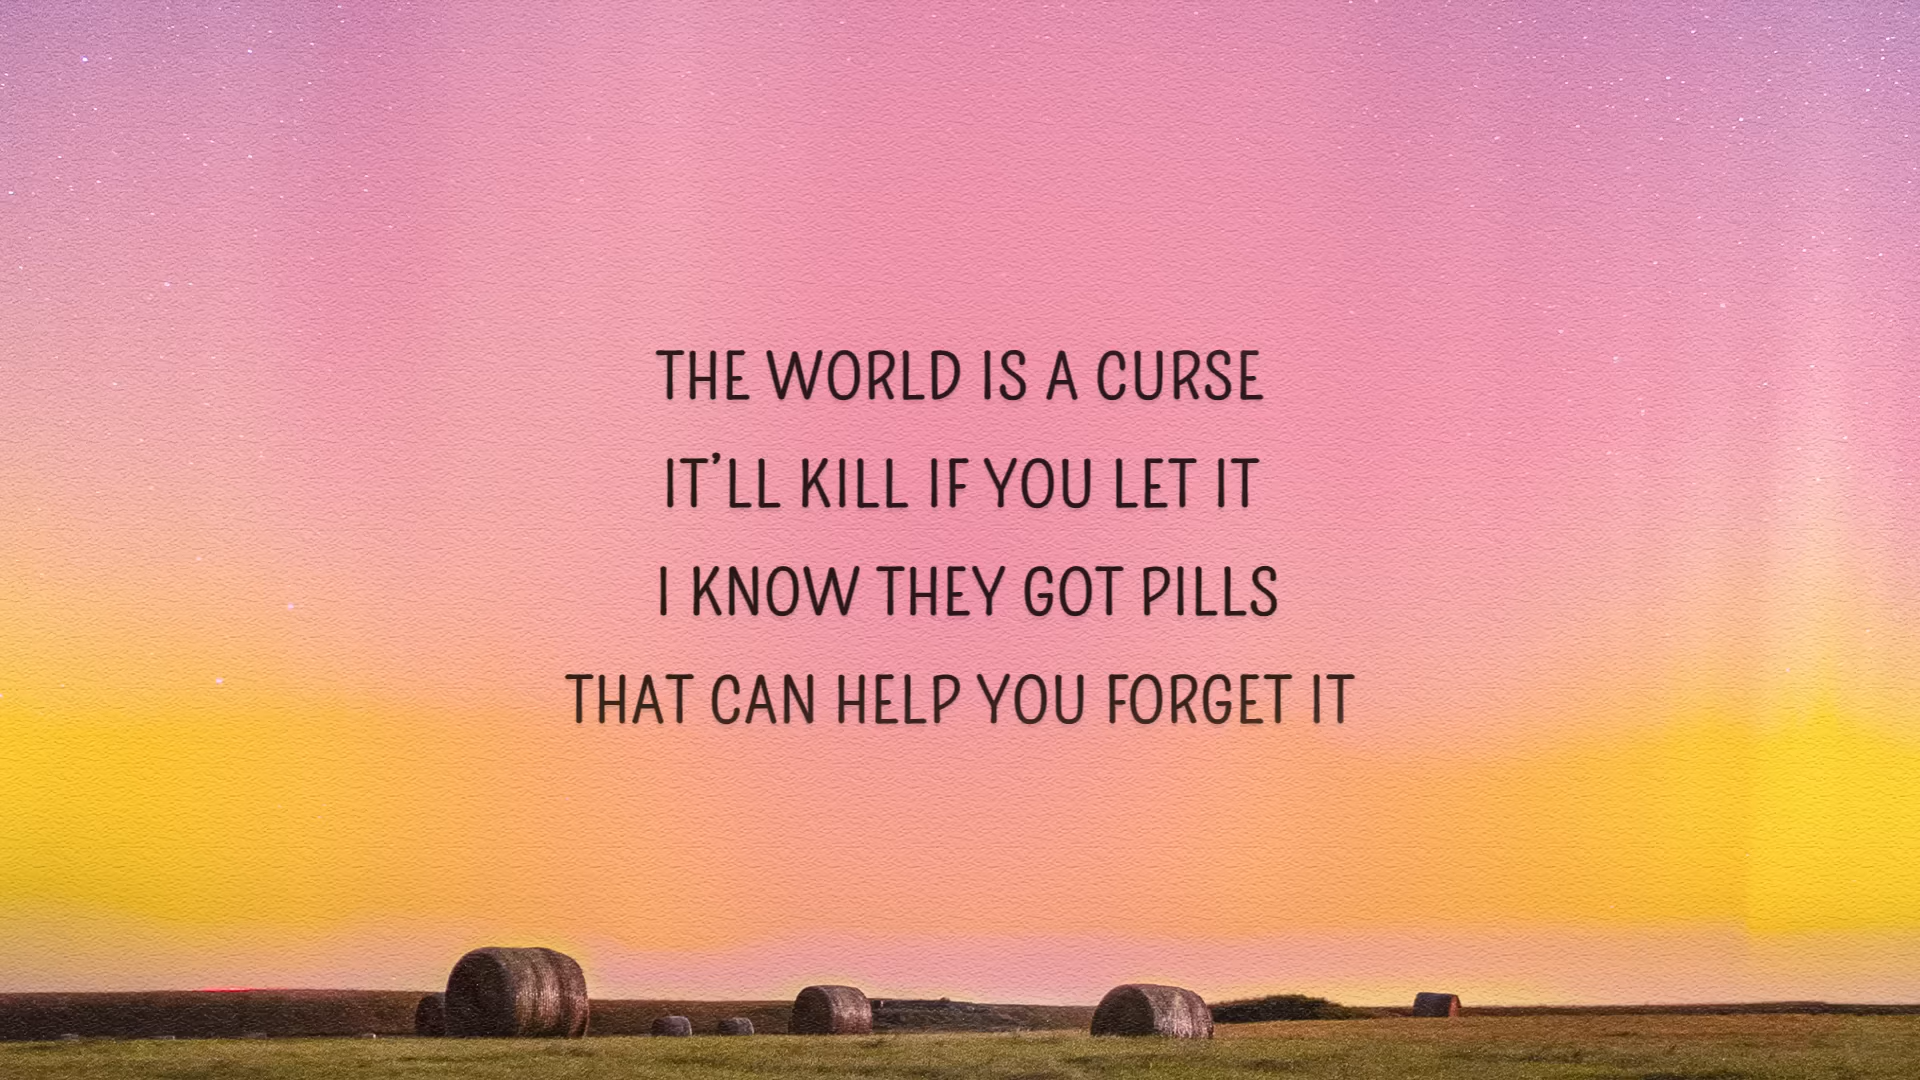 THE WORLD IS A CURSE
IT’LL KILL IF YOU LET IT
I KNOW THEY GOT PILLS
THAT CAN HELP YOU FORGET IT